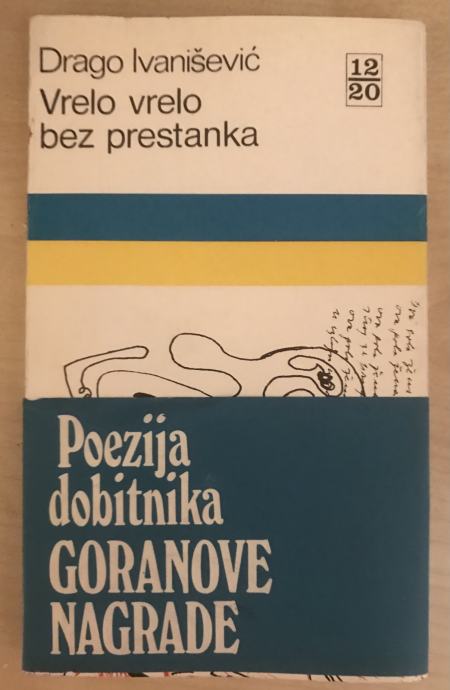 Drago Ivanišević
Vrelo vrelo
bez prestanka
12
20
Poezija
dobitnika
GORANOVE
NAGRADE